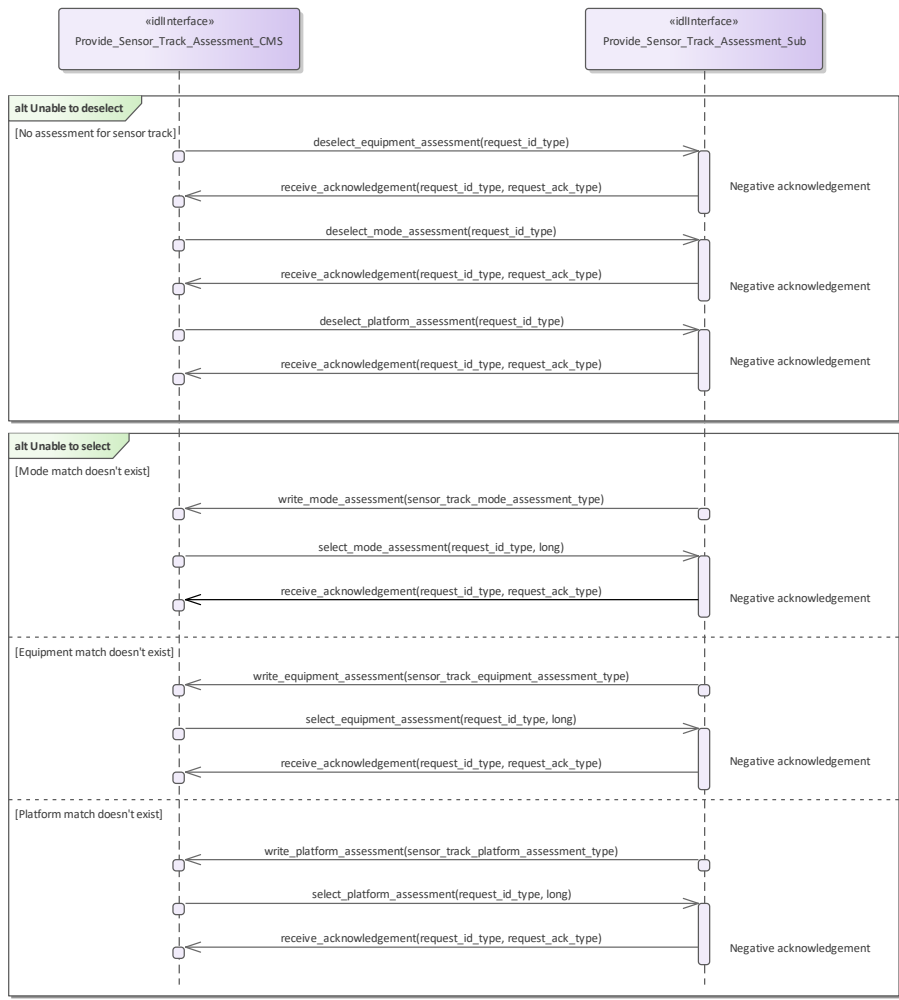 «idlInterface»
Provide_Sensor_Track_Assessment_CMS
«idlInterface»
Provide_Sensor_Track_Assessment_Sub
alt Unable to deselect
[No assessment for sensor track]
deselect_equipment_assessment(request_id_type)
receive_acknowledgement(request_id_type, request_ack_type)
Negative acknowledgement
deselect_mode_assessment(request_id_type)
receive_acknowledgement(request_id_type, request_ack_type)
Negative acknowledgement
deselect_platform_assessment(request_id_type)
receive_acknowledgement(request_id_type, request_ack_type)
Negative acknowledgement
alt Unable to select
[Mode match doesn't exist]
write_mode_assessment(sensor_track_mode_assessment_type)
select_mode_assessment(request_id_type, long)
receive_acknowledgement(request_id_type, request_ack_type)
Negative acknowledgement
[Equipment match doesn't exist]
write_equipment_assessment(sensor_track_equipment_assessment_type)
select_equipment_assessment(request_id_type, long)
receive_acknowledgement(request_id_type, request_ack_type)
Negative acknowledgement
[Platform match doesn't exist]
write_platform_assessment(sensor_track_platform_assessment_type)
select_platform_assessment(request_id_type, long)
receive_acknowledgement(request_id_type, request_ack_type)
Negative acknowledgement